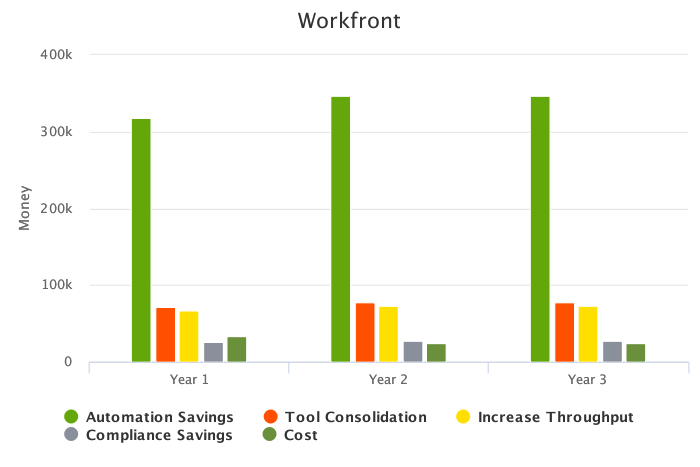 Workfront
400k
300k
200k
100k
0
Money
Year 1 Year 2 Year 3
Automation Savings Tool Consolidation Increase Throughput
Compliance Savings Cost